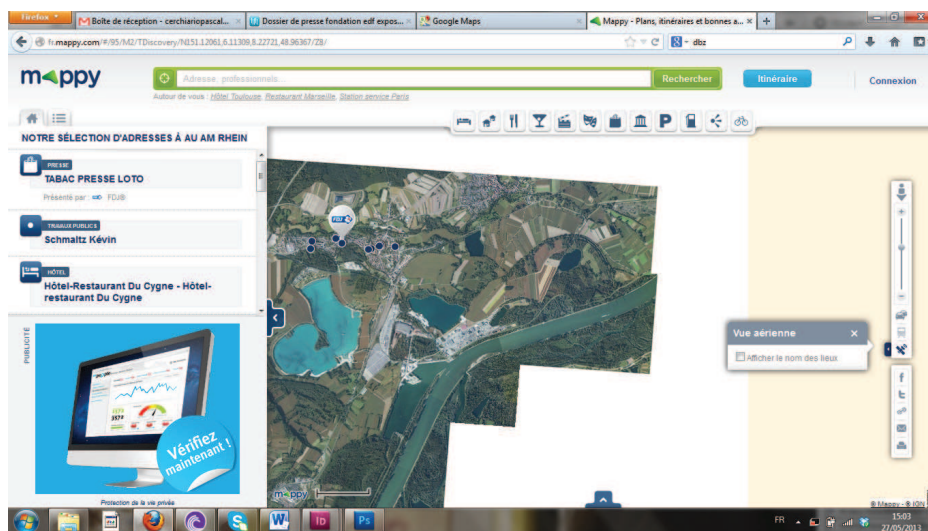 Firefox
Boîte de réception - cerchiariopascal...
Dossier de presse fondation edf expos...
Google Maps
Mappy - Plans, itinéraires et bonnes a...
fr.mappy.com/#/95/M2/TDiscovery/N151.12061,6.11309,8.22721,48.96367/Z8/
dbz
mappy
Adresse, professionnels...
Rechercher
Itinéraire
Connexion
Autour de vous : Hôtel Toulouse, Restaurant Marseille, Station service Paris
NOTRE SÉLECTION D'ADRESSES À AU AM RHEIN
PRESSE
TABAC PRESSE LOTO
Présenté par : FDJ®
TRAVAUX PUBLICS
Schmaltz Kévin
HÔTEL
Hôtel-Restaurant Du Cygne - Hôtel-
restaurant Du Cygne
FDJ
Vue aérienne
Afficher le nom des lieux
PUBLICITÉ
Vérifiez
maintenant !
Protection de la vie privée
mappy
© Mappy - © IGN
FR
15:03
27/05/2013